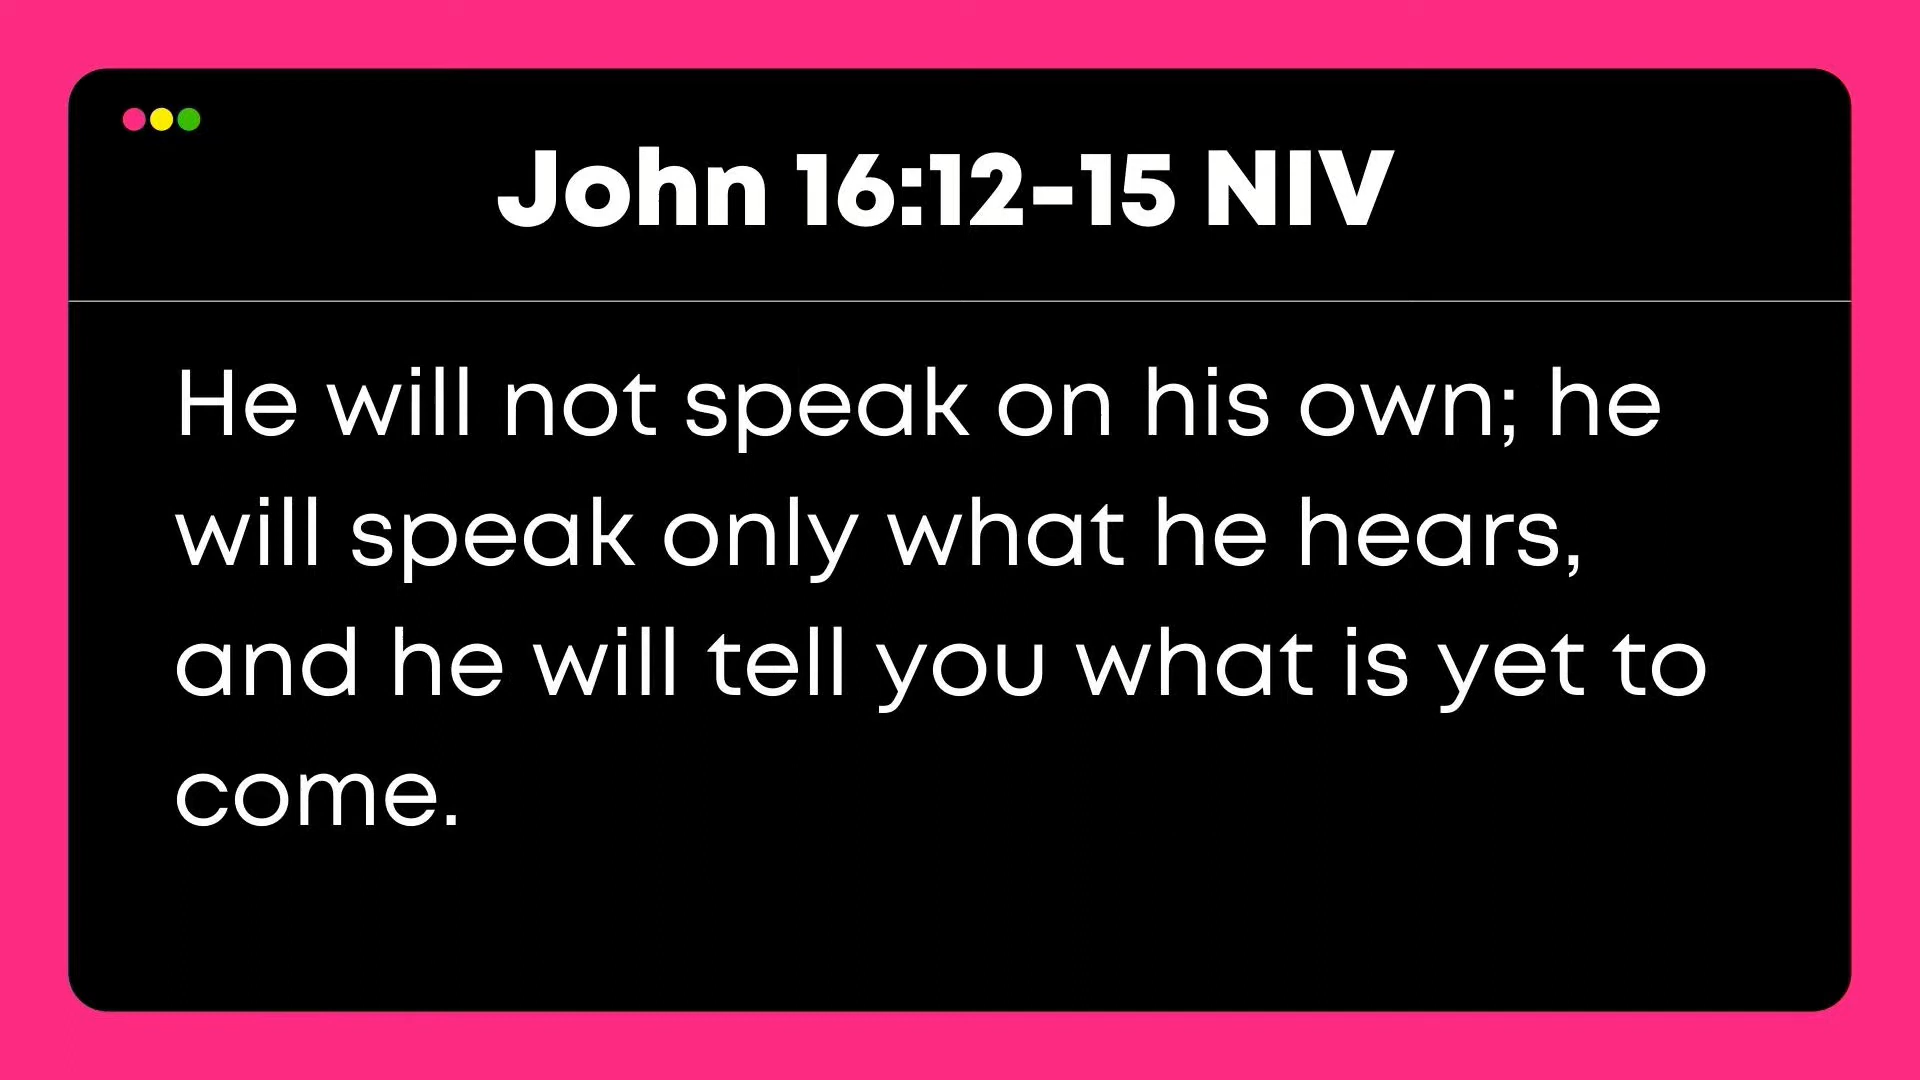 John 16:12-15 NIV
He will not speak on his own; he
will speak only what he hears,
and he will tell you what is yet to
come.